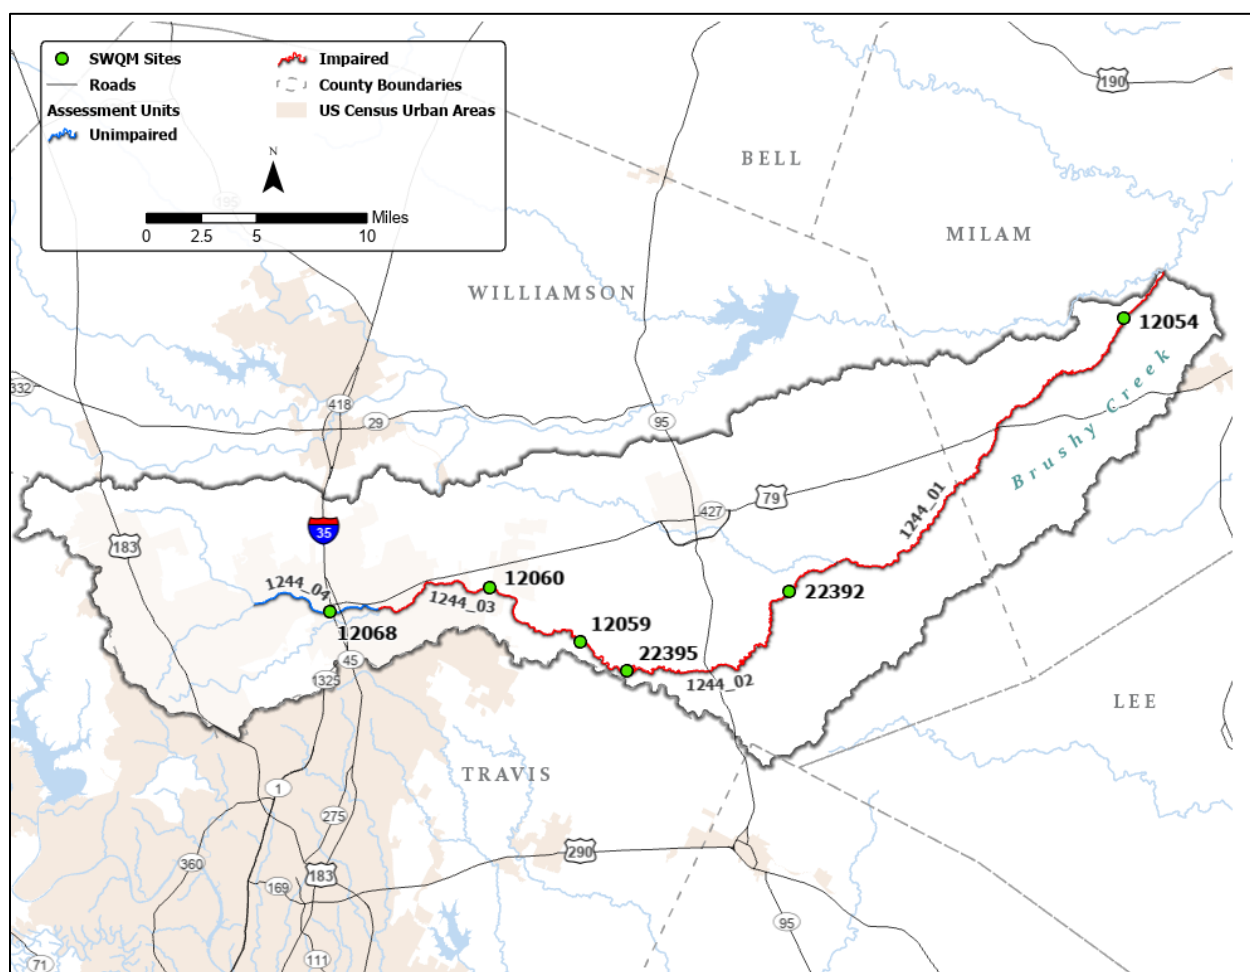 SWQM Sites
Roads
Assessment Units
Unimpaired
Impaired
County Boundaries
US Census Urban Areas
N
Miles
0 2.5 5 10
190
BELL
195
MILAM
WILLIAMSON
12054
332
418
29
95
Brushy Creek
79
427
1244_01
35
183
1244_04
12060
1244_03
22392
12068
12059
22395
45
1325
1244_02
LEE
TRAVIS
1
275
290
360
183
169
95
111
71